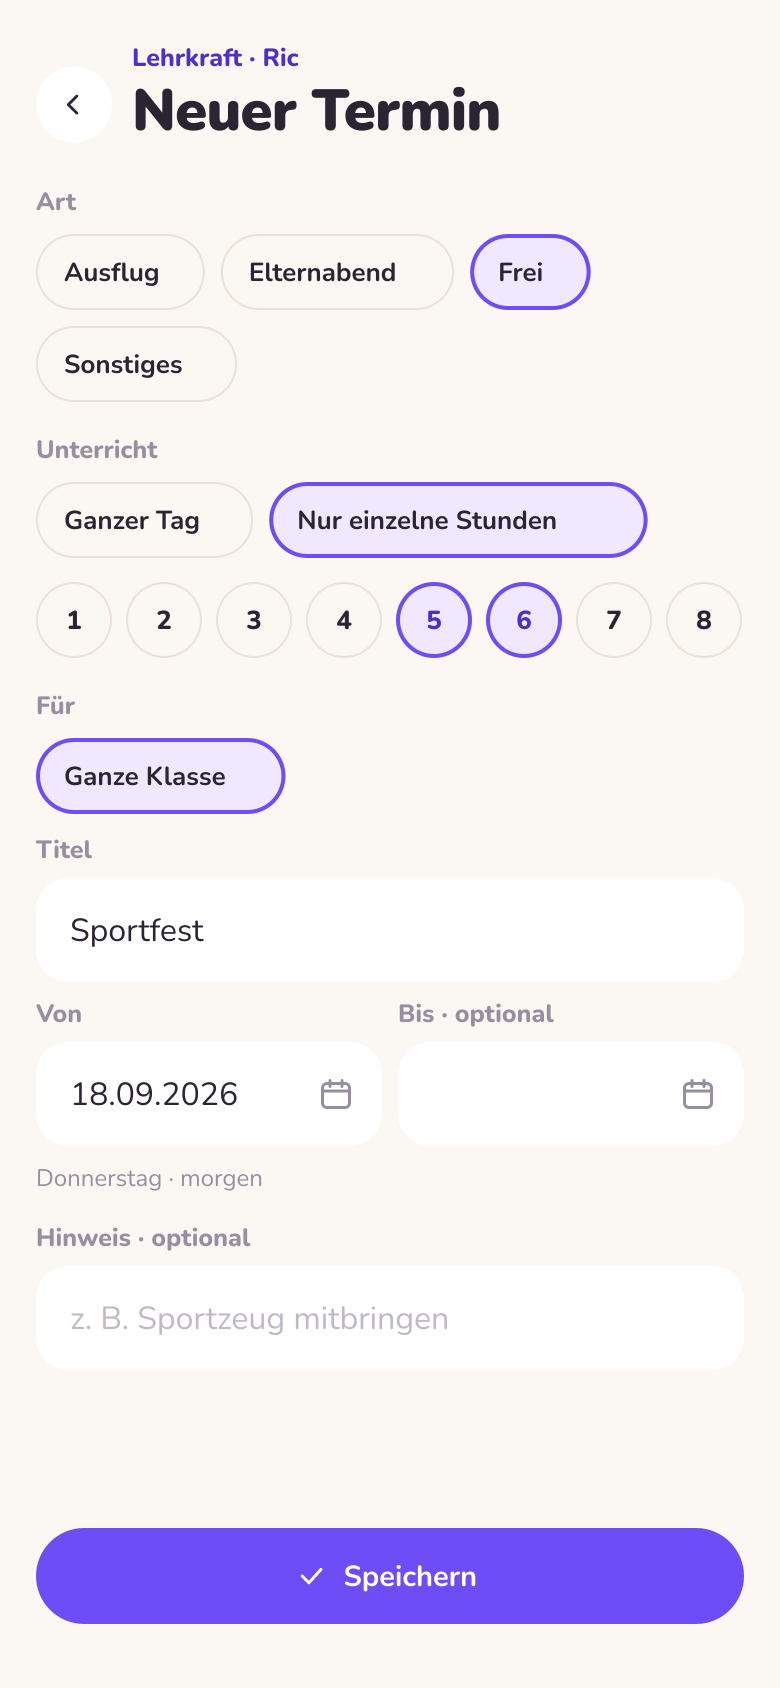 Lehrkraft · Ric
Neuer Termin
Art
Ausflug
Elternabend
Frei
Sonstiges
Unterricht
Ganzer Tag
Nur einzelne Stunden
1 2 3 4 5 6 7 8
Für
Ganze Klasse
Titel
Sportfest
Von
Bis · optional
18.09.2026
Donnerstag · morgen
Hinweis · optional
z. B. Sportzeug mitbringen
Speichern